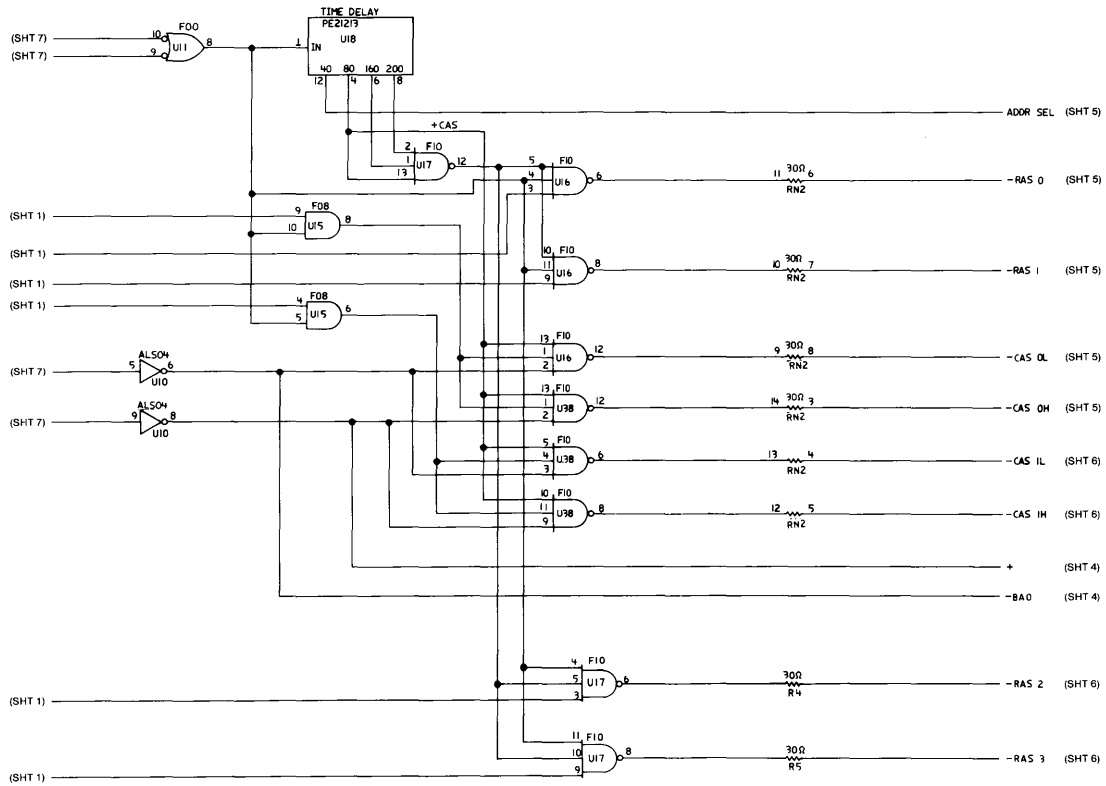 TIME DELAY
PE21213
U18
1 IN
40 80 160 200
12 4 6 8
(SHT 7) 10 F00
(SHT 7) 9 U11 8
ADDR SEL (SHT 5)
+CAS
2 F10
1 U17 12
13
5 F10
4 U16 6
3
11 30Ω 6
RN2
-RAS 0 (SHT 5)
(SHT 1) 9 F08
10 U15 8
(SHT 1)
10 F10
11 U16 8
9
10 30Ω 7
RN2
-RAS 1 (SHT 5)
(SHT 1)
(SHT 1) 4 F08
5 U15 6
13 F10
1 U16 12
2
9 30Ω 8
RN2
-CAS 0L (SHT 5)
(SHT 7) ALS04
5 6
U10
13 F10
1 U38 12
2
14 30Ω 3
RN2
-CAS 0H (SHT 5)
(SHT 7) ALS04
9 8
U10
5 F10
4 U38 6
3
13 4
RN2
-CAS 1L (SHT 6)
10 F10
11 U38 8
9
12 5
RN2
-CAS 1H (SHT 6)
+ (SHT 4)
-BA0 (SHT 4)
4 F10
5 U17 6
3
30Ω
R4
-RAS 2 (SHT 6)
(SHT 1)
11 F10
10 U17 8
9
30Ω
R5
-RAS 3 (SHT 6)
(SHT 1)